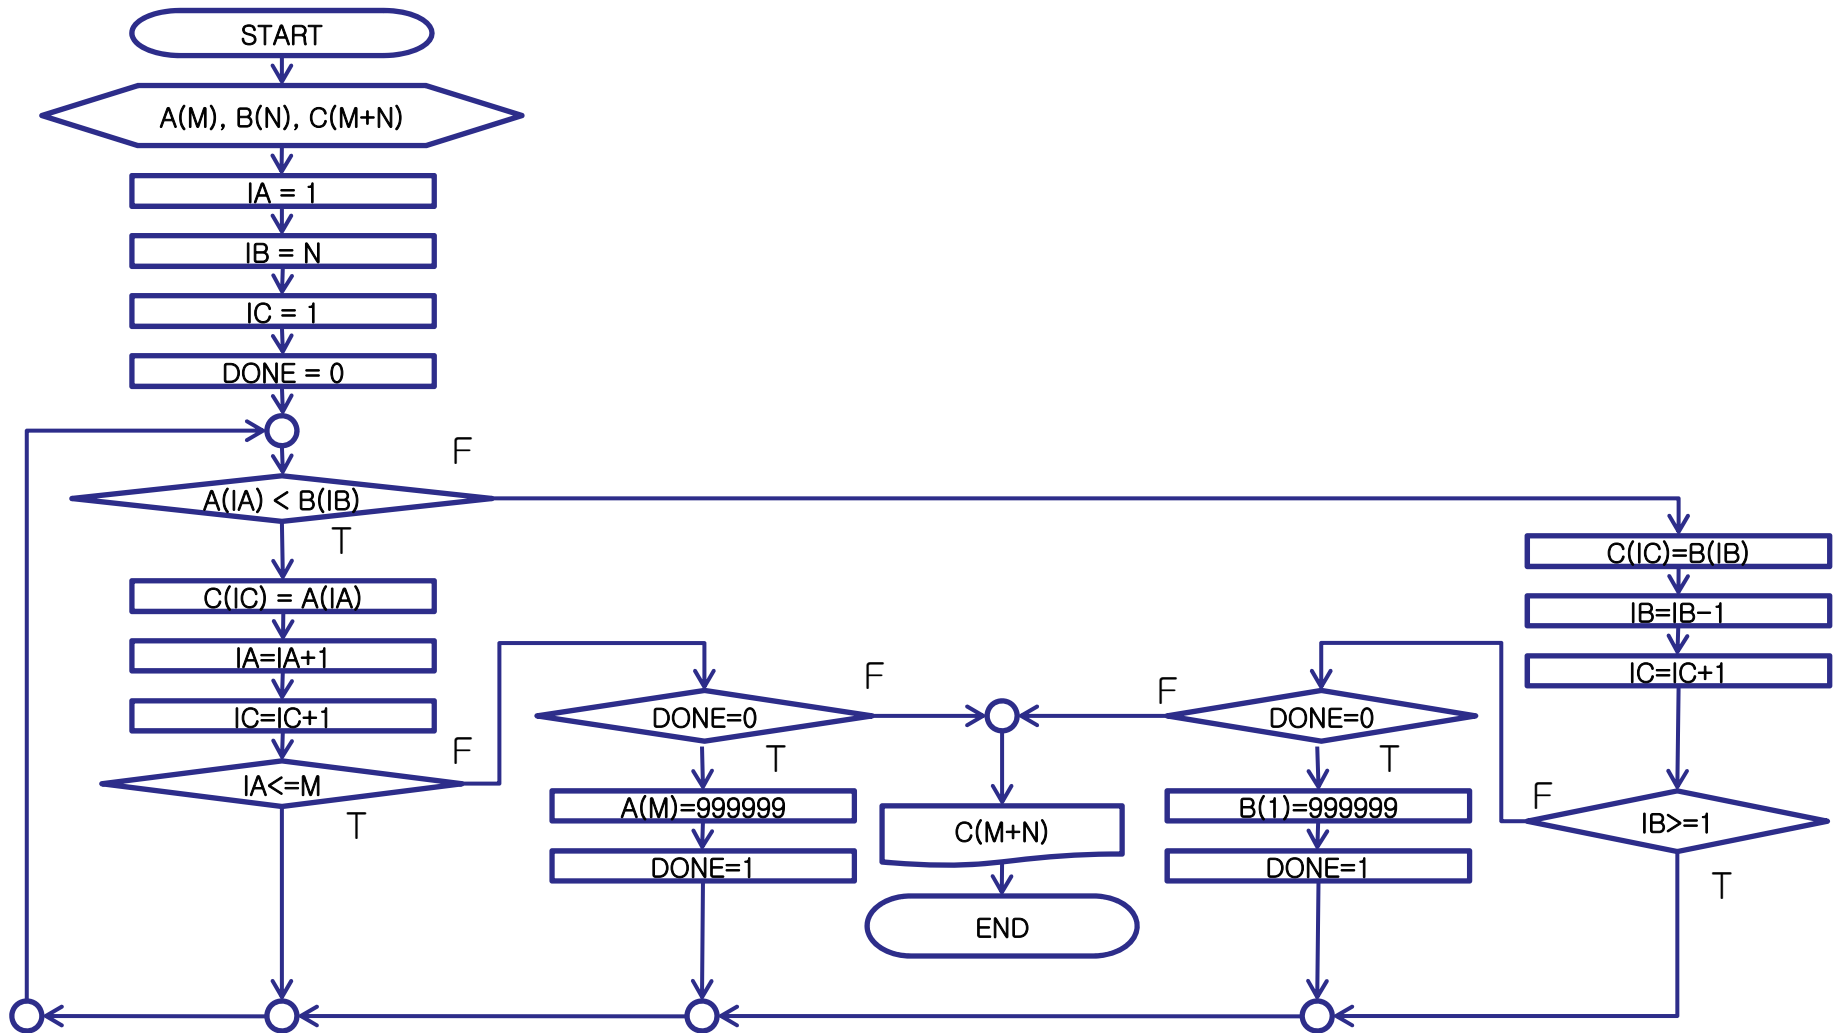 START
A(M), B(N), C(M+N)
IA = 1
IB = N
IC = 1
DONE = 0
F
A(IA) < B(IB)
T
C(IC) = A(IA)
IA=IA+1
IC=IC+1
F
IA<=M
T
DONE=0
F
T
A(M)=999999
DONE=1
C(M+N)
END
F
DONE=0
T
B(1)=999999
DONE=1
C(IC)=B(IB)
IB=IB-1
IC=IC+1
F
IB>=1
T